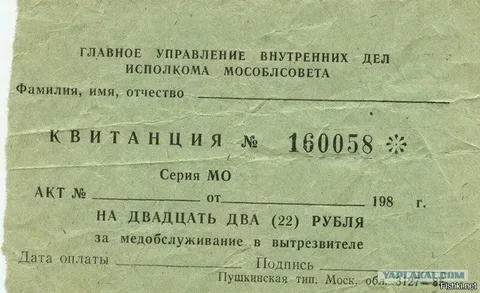 ГЛАВНОЕ УПРАВЛЕНИЕ ВНУТРЕННИХ ДЕЛ
ИСПОЛКОМА МОСОБЛСОВЕТА
Фамилия, имя, отчество
КВИТАНЦИЯ № 160058 *
Серия МО
АКТ № от 198 г.
НА ДВАДЦАТЬ ДВА (22) РУБЛЯ
за медобслуживание в вытрезвителе
Дата оплаты Подпись
Пушкинская тип. Моск. обл.
YAPLAKAL.COM
Fishki.net